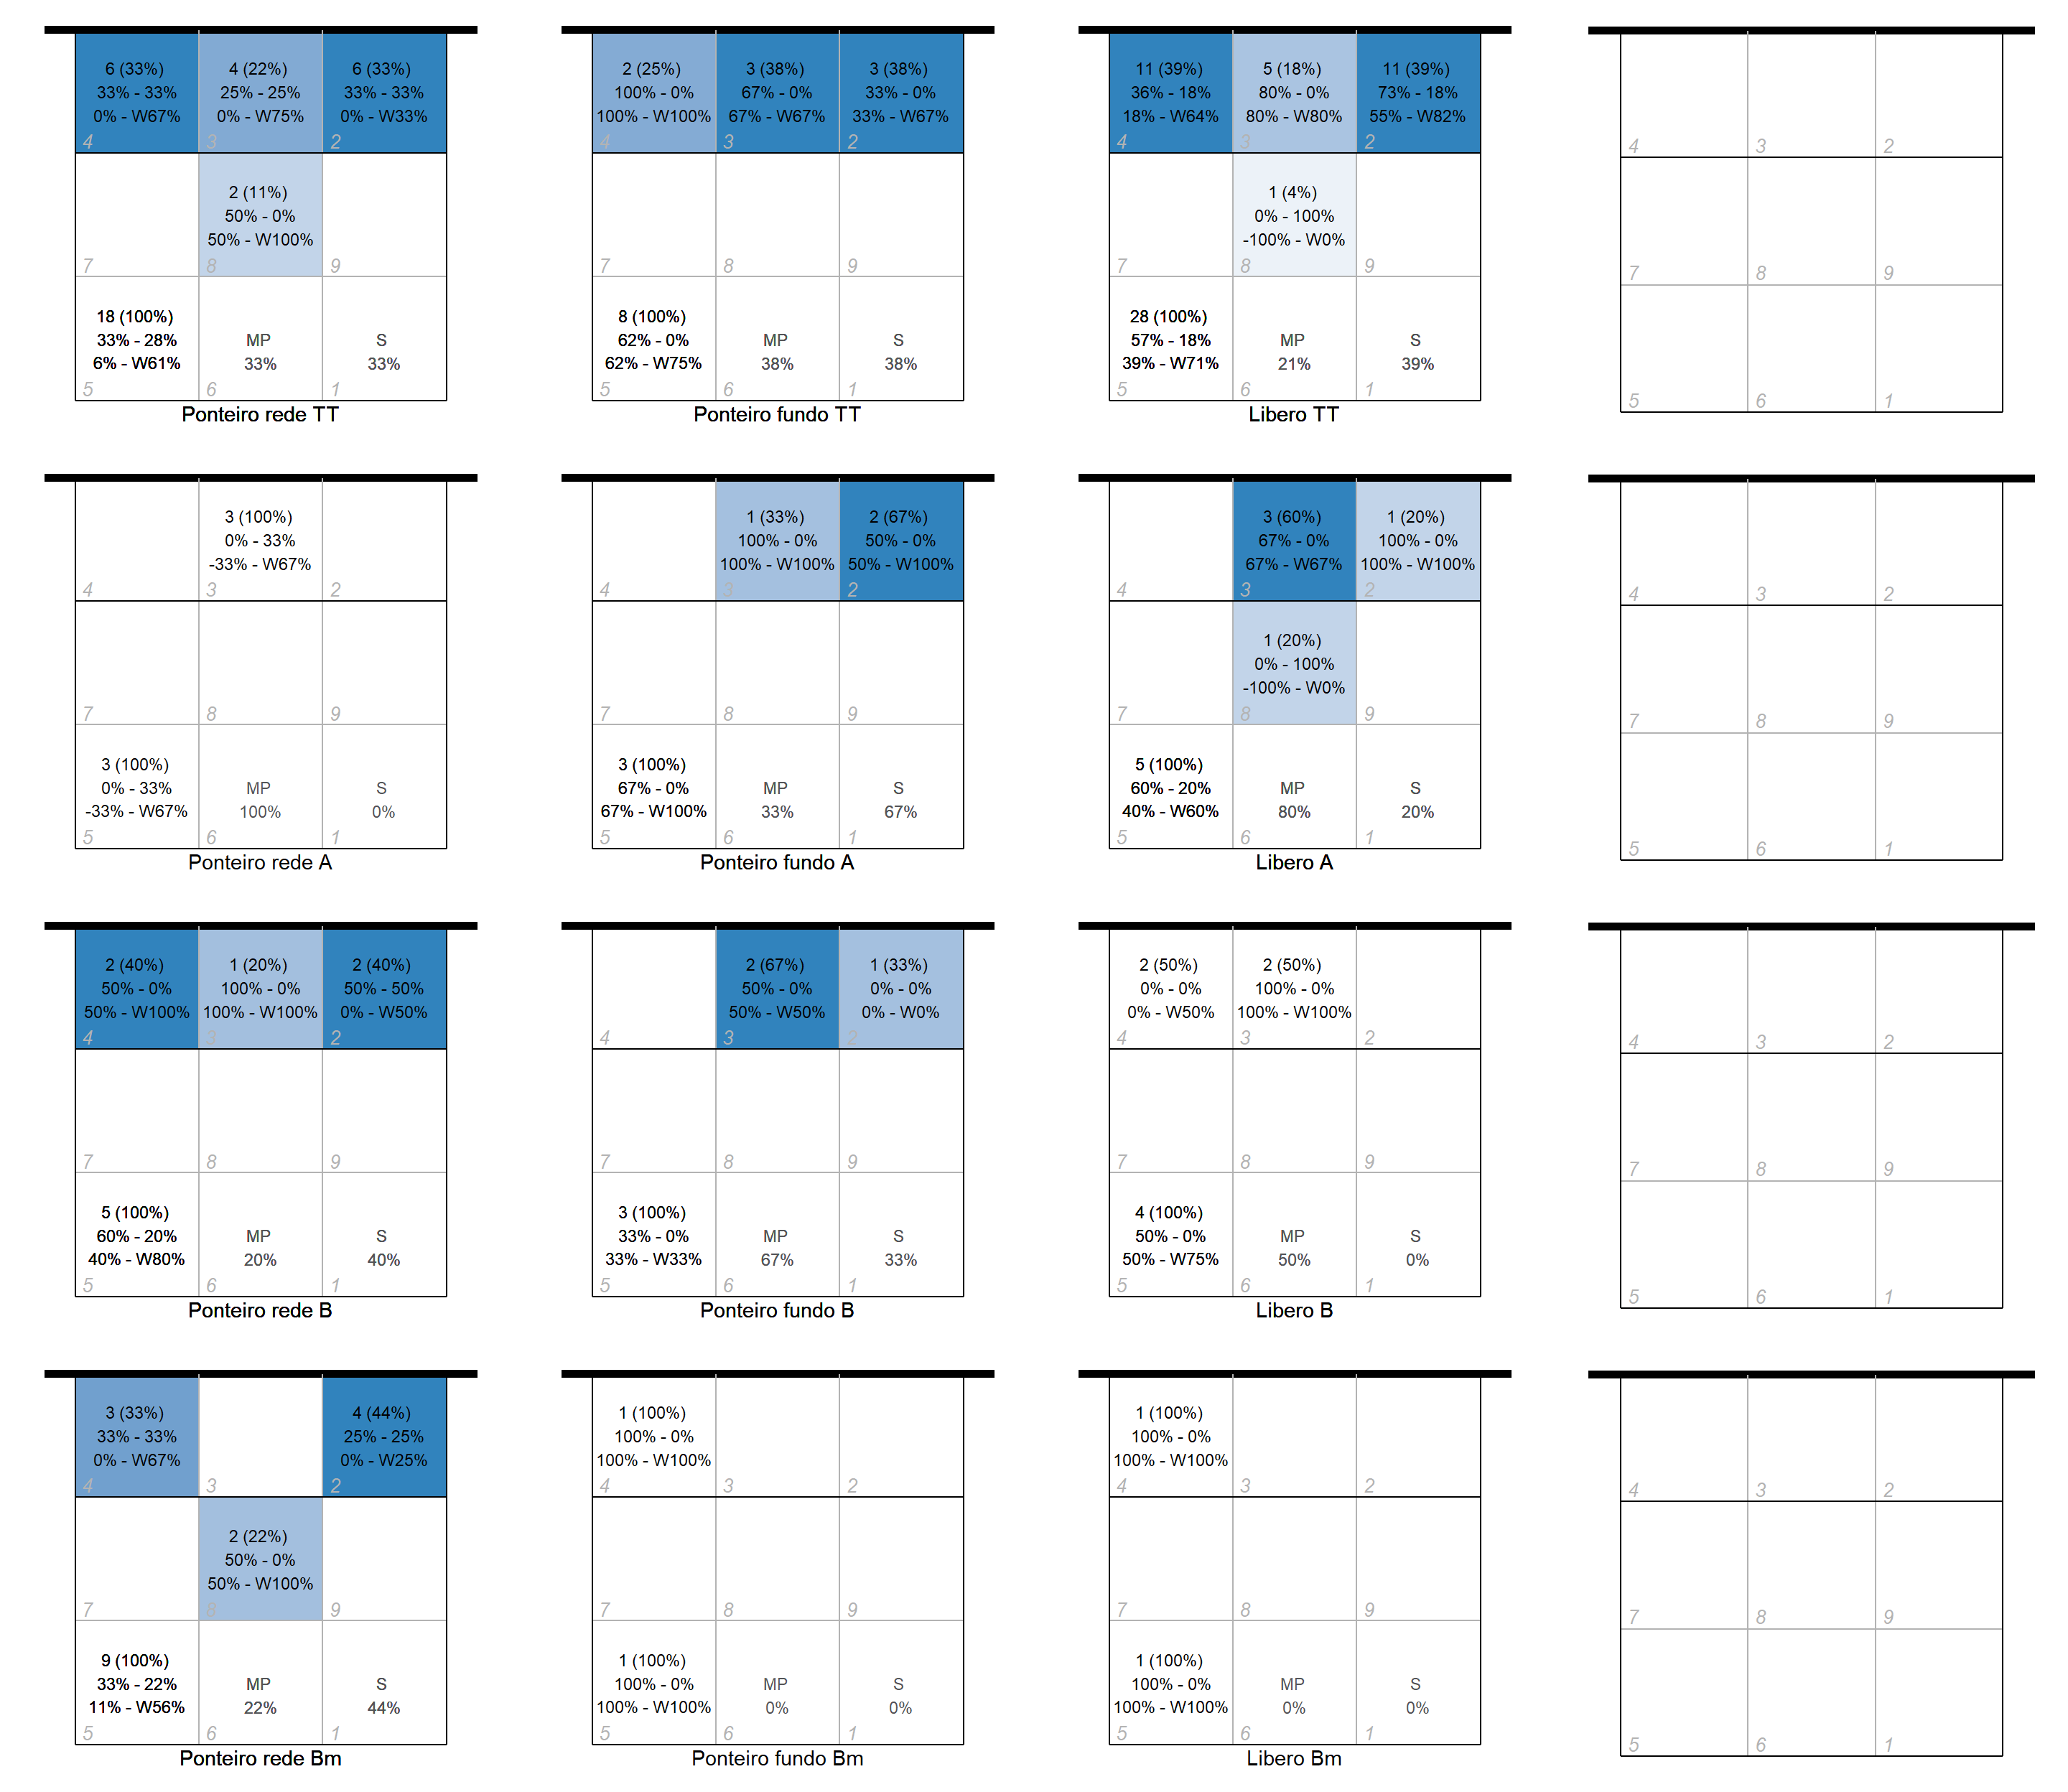 6 (33%)
33% - 33%
0% - W67%
4
4 (22%)
25% - 25%
0% - W75%
3
6 (33%)
33% - 33%
0% - W33%
2
7
2 (11%)
50% - 0%
50% - W100%
8
9
18 (100%)
33% - 28%
6% - W61%
5
MP
33%
6
S
33%
1
Ponteiro rede TT
2 (25%)
100% - 0%
100% - W100%
4
3 (38%)
67% - 0%
67% - W67%
3
3 (38%)
33% - 0%
33% - W67%
2
7
8
9
8 (100%)
62% - 0%
62% - W75%
5
MP
38%
6
S
38%
1
Ponteiro fundo TT
11 (39%)
36% - 18%
18% - W64%
4
5 (18%)
80% - 0%
80% - W80%
3
11 (39%)
73% - 18%
55% - W82%
2
7
1 (4%)
0% - 100%
-100% - W0%
8
9
28 (100%)
57% - 18%
39% - W71%
5
MP
21%
6
S
39%
1
Libero TT
4
3
2
7
8
9
5
6
1
4
3 (100%)
0% - 33%
-33% - W67%
3
2
7
8
9
3 (100%)
0% - 33%
-33% - W67%
5
MP
100%
6
S
0%
1
Ponteiro rede A
4
1 (33%)
100% - 0%
100% - W100%
3
2 (67%)
50% - 0%
50% - W100%
2
7
8
9
3 (100%)
67% - 0%
67% - W100%
5
MP
33%
6
S
67%
1
Ponteiro fundo A
4
3 (60%)
67% - 0%
67% - W67%
3
1 (20%)
100% - 0%
100% - W100%
2
7
1 (20%)
0% - 100%
-100% - W0%
8
9
5 (100%)
60% - 20%
40% - W60%
5
MP
80%
6
S
20%
1
Libero A
4
3
2
7
8
9
5
6
1
2 (40%)
50% - 0%
50% - W100%
4
1 (20%)
100% - 0%
100% - W100%
3
2 (40%)
50% - 50%
0% - W50%
2
7
8
9
5 (100%)
60% - 20%
40% - W80%
5
MP
20%
6
S
40%
1
Ponteiro rede B
4
2 (67%)
50% - 0%
50% - W50%
3
1 (33%)
0% - 0%
0% - W0%
2
7
8
9
3 (100%)
33% - 0%
33% - W33%
5
MP
67%
6
S
33%
1
Ponteiro fundo B
2 (50%)
0% - 0%
0% - W50%
4
2 (50%)
100% - 0%
100% - W100%
3
2
7
8
9
4 (100%)
50% - 0%
50% - W75%
5
MP
50%
6
S
0%
1
Libero B
4
3
2
7
8
9
5
6
1
3 (33%)
33% - 33%
0% - W67%
4
3
4 (44%)
25% - 25%
0% - W25%
2
7
2 (22%)
50% - 0%
50% - W100%
8
9
9 (100%)
33% - 22%
11% - W56%
5
MP
22%
6
S
44%
1
Ponteiro rede Bm
1 (100%)
100% - 0%
100% - W100%
4
3
2
7
8
9
1 (100%)
100% - 0%
100% - W100%
5
MP
0%
6
S
0%
1
Ponteiro fundo Bm
1 (100%)
100% - 0%
100% - W100%
4
3
2
7
8
9
1 (100%)
100% - 0%
100% - W100%
5
MP
0%
6
S
0%
1
Libero Bm
4
3
2
7
8
9
5
6
1